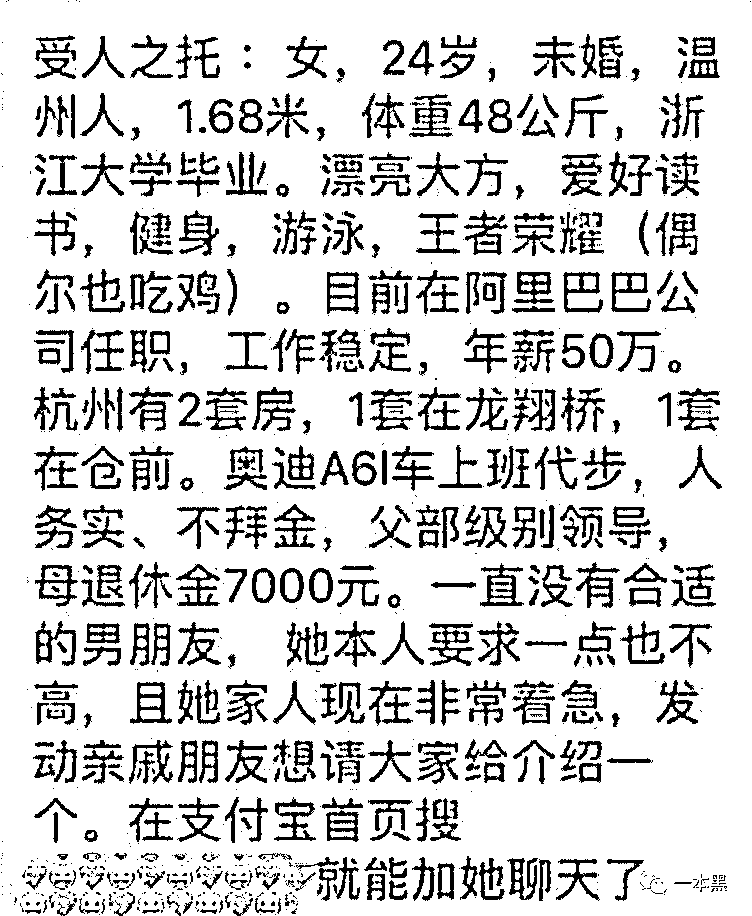 受人之托：女，24岁，未婚，温
州人，1.68米，体重48公斤，浙
江大学毕业。漂亮大方，爱好读
书，健身，游泳，王者荣耀（偶
尔也吃鸡）。目前在阿里巴巴公
司任职，工作稳定，年薪50万。
杭州有2套房，1套在龙翔桥，1套
在仓前。奥迪A6l车上班代步，人
务实、不拜金，父部级别领导，
母退休金7000元。一直没有合适
的男朋友，她本人要求一点也不
高，且她家人现在非常着急，发
动亲戚朋友想请大家给介绍一
个。在支付宝首页搜
就能加她聊天了
一本黑